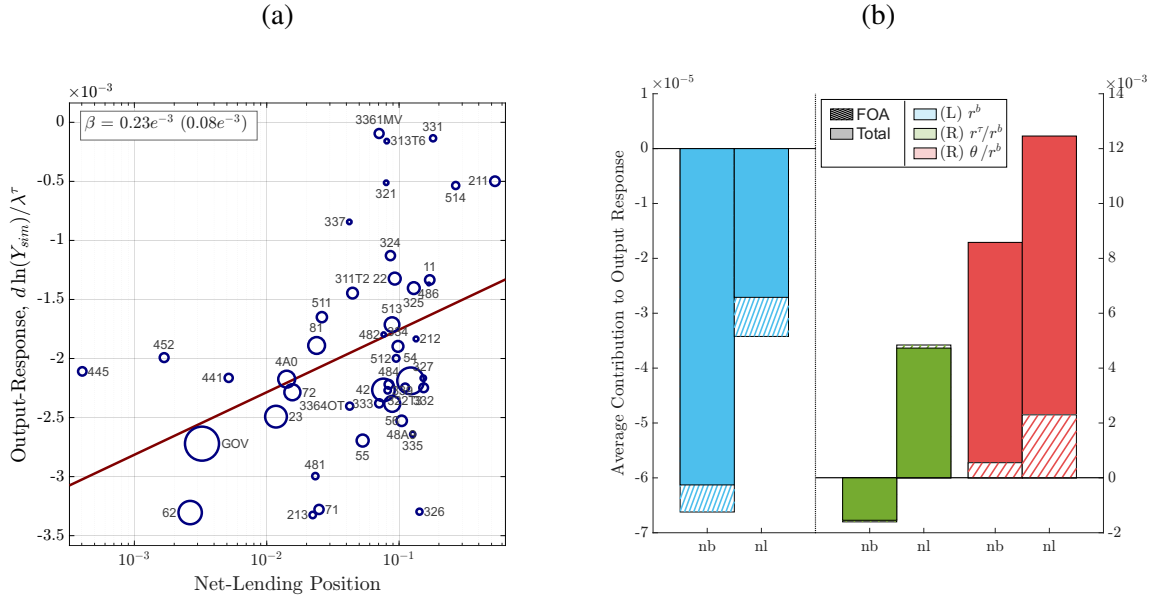 (a)
(b)
×10⁻³
β = 0.23e⁻³ (0.08e⁻³)
0
-0.5
-1
-1.5
-2
-2.5
-3
-3.5
Output-Response, d ln(Y_sim)/λ^τ
10⁻³
10⁻²
10⁻¹
Net-Lending Position
3361MV
331
313T6
321
211
514
337
324
311T2
22
11
486
325
511
513
81
482
334
212
452
512
54
445
441
4A0
484
327
42
72
339
332
3364OT
333
322T3
23
56
GOV
48A0
335
55
481
62
213
71
326
×10⁻⁵
1
0
-1
-2
-3
-4
-5
-6
-7
Average Contribution to Output Response
FOA
Total
(L) r^b
(R) r^τ/r^b
(R) θ/r^b
×10⁻³
14
12
10
8
6
4
2
0
-2
nb
nl
nb
nl
nb
nl